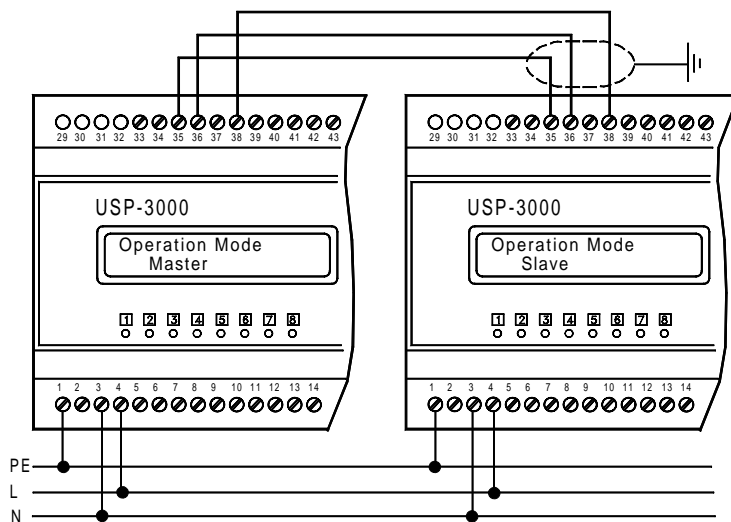 29 30 31 32 33 34 35 36 37 38 39 40 41 42 43
29 30 31 32 33 34 35 36 37 38 39 40 41 42 43
USP-3000
USP-3000
Operation Mode
Master
Operation Mode
Slave
1 2 3 4 5 6 7 8
1 2 3 4 5 6 7 8
1 2 3 4 5 6 7 8 9 10 11 12 13 14
1 2 3 4 5 6 7 8 9 10 11 12 13 14
PE
L
N